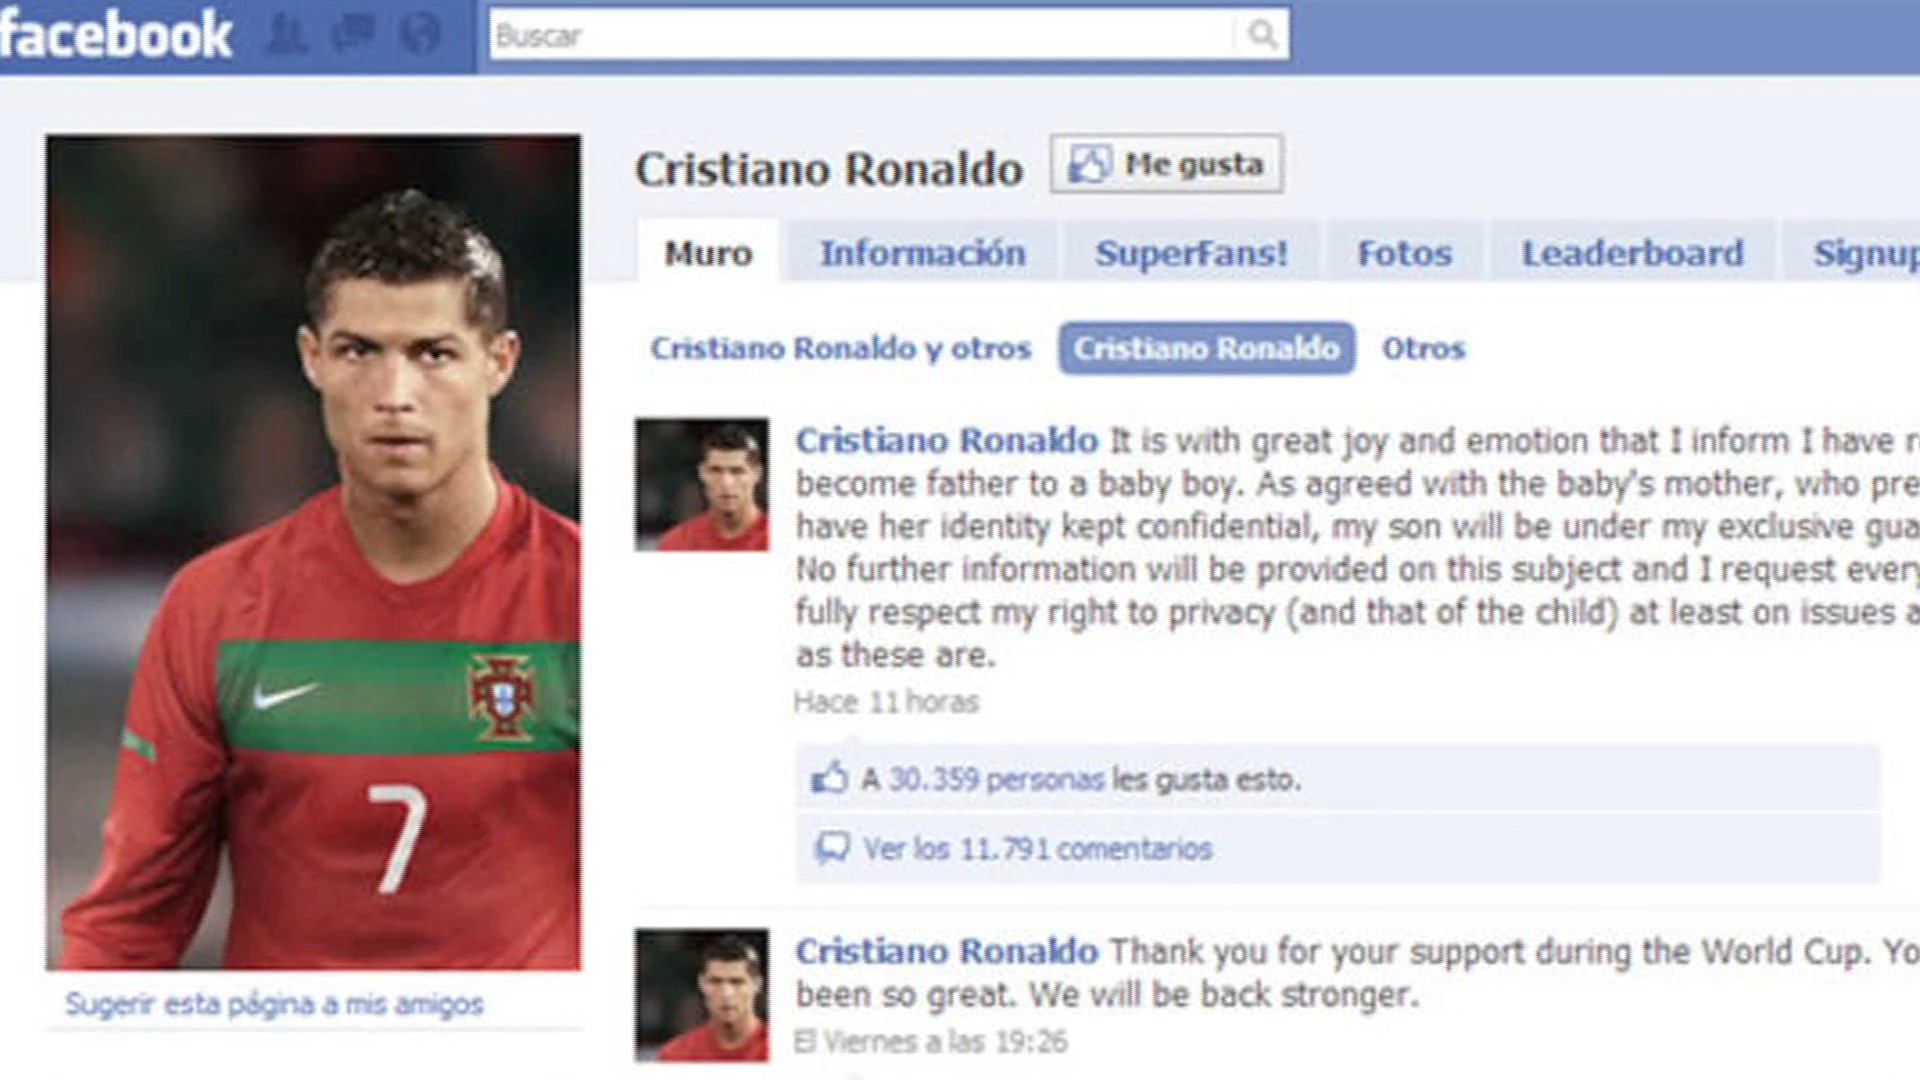 facebook
Buscar
Cristiano Ronaldo
Me gusta
Muro Información SuperFans! Fotos Leaderboard Signup
Cristiano Ronaldo y otros Cristiano Ronaldo Otros
Cristiano Ronaldo It is with great joy and emotion that I inform I have
become father to a baby boy. As agreed with the baby's mother, who
have her identity kept confidential, my son will be under my exclusive
No further information will be provided on this subject and I request
fully respect my right to privacy (and that of the child) at least on issues
as these are.
Hace 11 horas
A 30.359 personas les gusta esto.
Ver los 11.791 comentarios
7
Cristiano Ronaldo Thank you for your support during the World Cup.
been so great. We will be back stronger.
El Viernes a las 19:26
Sugerir esta página a mis amigos